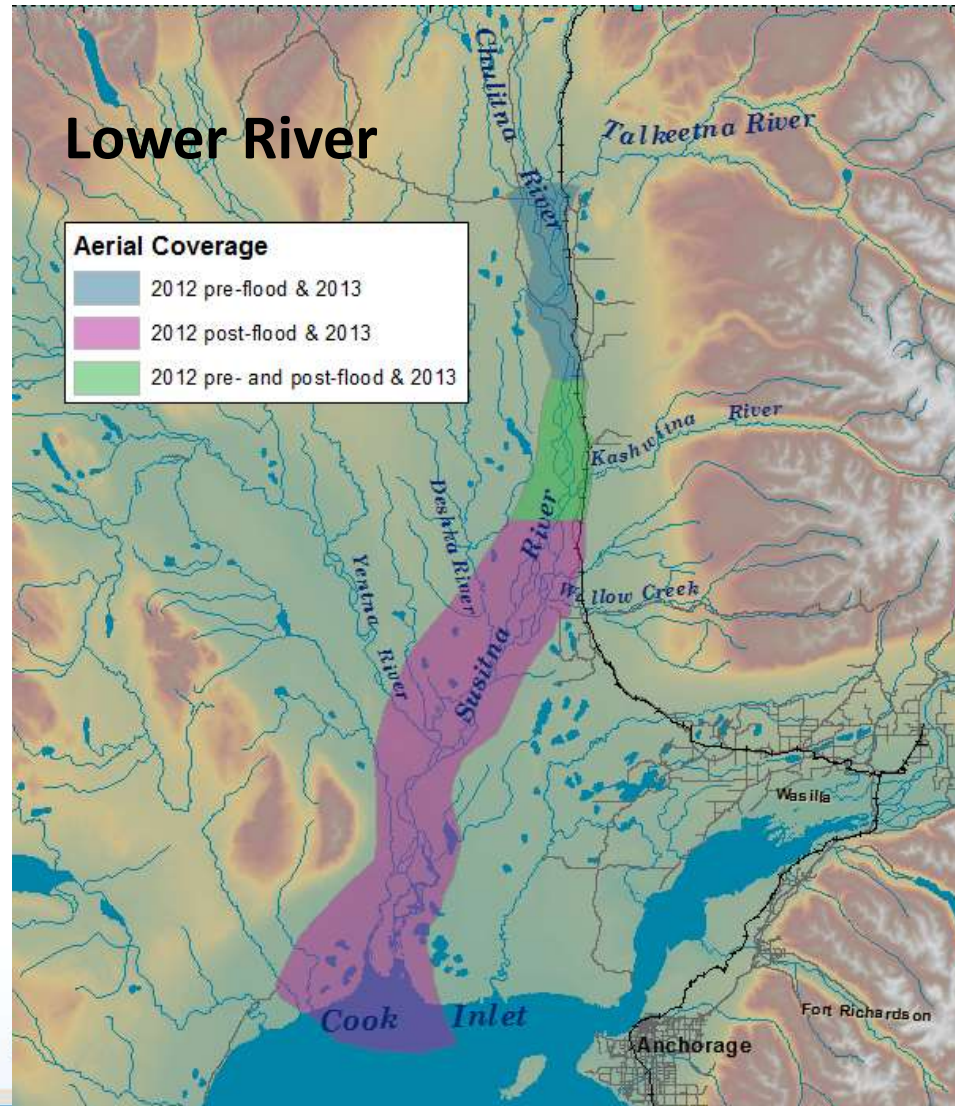 Lower River
Aerial Coverage
2012 pre-flood & 2013
2012 post-flood & 2013
2012 pre- and post-flood & 2013
Chulitna River
Talkeetna River
Kashwitna River
Deshka River
Yentna River
Susitna River
Willow Creek
Wasilla
Fort Richardson
Cook Inlet
Anchorage